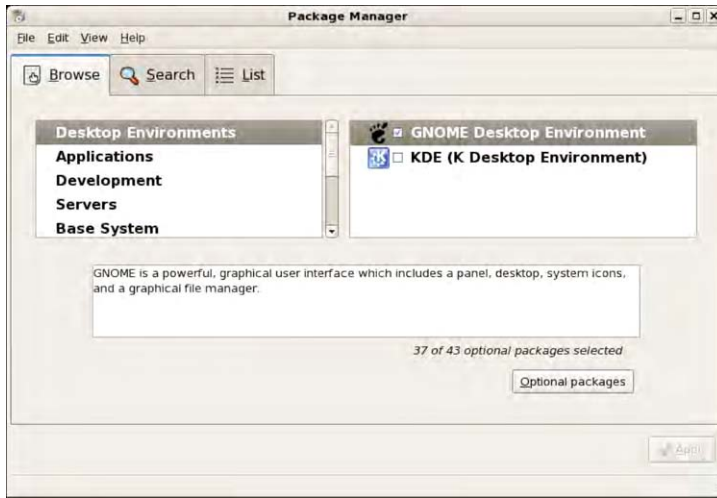 Package Manager
File Edit View Help
Browse Search List
Desktop Environments
Applications
Development
Servers
Base System
GNOME Desktop Environment
KDE (K Desktop Environment)
GNOME is a powerful, graphical user interface which includes a panel, desktop, system icons,
and a graphical file manager.
37 of 43 optional packages selected
Optional packages
Apply